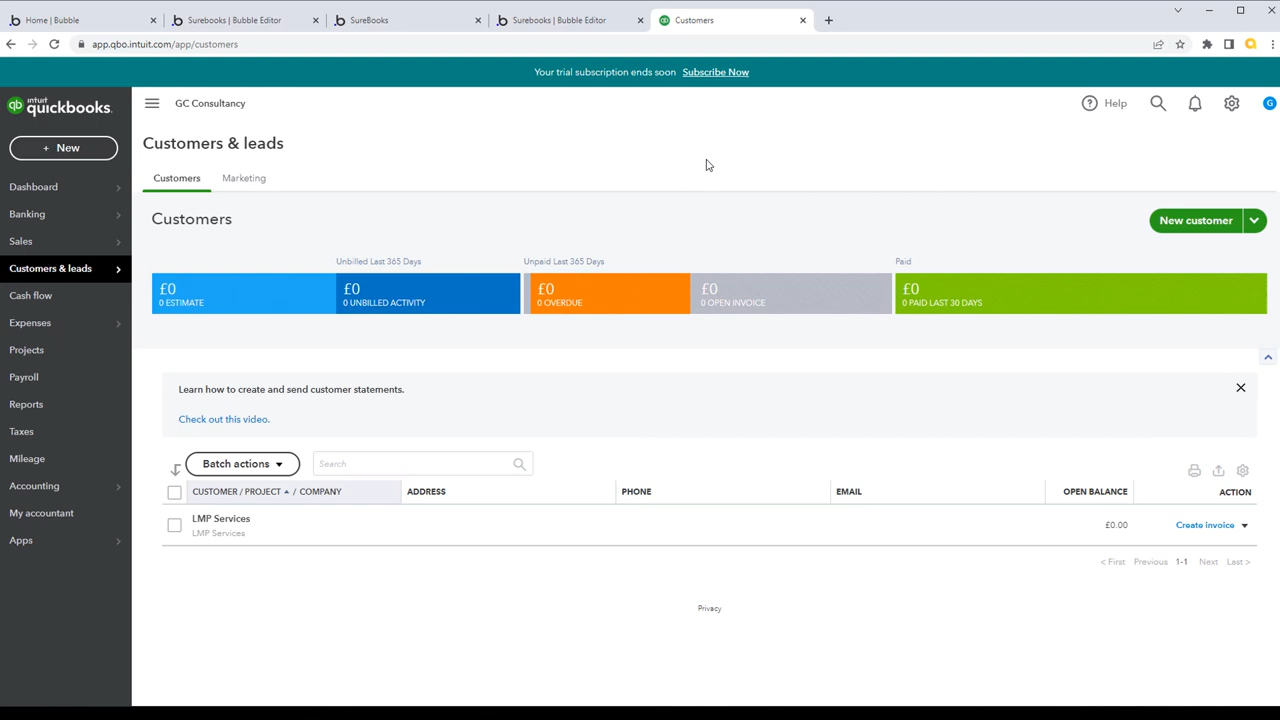 Home | Bubble
Surebooks | Bubble Editor
SureBooks
Surebooks | Bubble Editor
Customers
app.qbo.intuit.com/app/customers
Your trial subscription ends soon Subscribe Now
intuit quickbooks.
GC Consultancy
Help
G
+ New
Customers & leads
Customers
Marketing
Dashboard
Banking
Sales
Customers & leads
Cash flow
Expenses
Projects
Payroll
Reports
Taxes
Mileage
Accounting
My accountant
Apps
Customers
New customer
Unbilled Last 365 Days
Unpaid Last 365 Days
Paid
£0
0 ESTIMATE
£0
0 UNBILLED ACTIVITY
£0
0 OVERDUE
£0
0 OPEN INVOICE
£0
0 PAID LAST 30 DAYS
Learn how to create and send customer statements.
Check out this video.
Batch actions
Search
CUSTOMER / PROJECT / COMPANY
ADDRESS
PHONE
EMAIL
OPEN BALANCE
ACTION
LMP Services
LMP Services
£0.00
Create invoice
< First Previous 1-1 Next Last >
Privacy